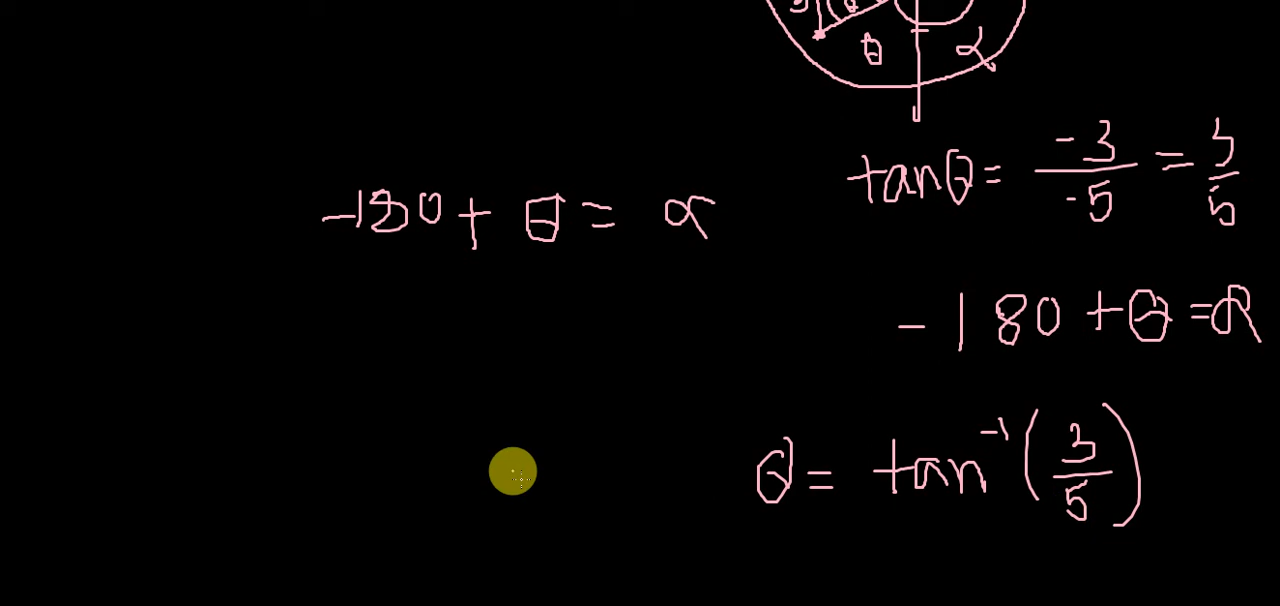 θ α
tanθ = -3/-5 = 3/5
-180 + θ = α
-180 + θ = α
θ = tan⁻¹(3/5)